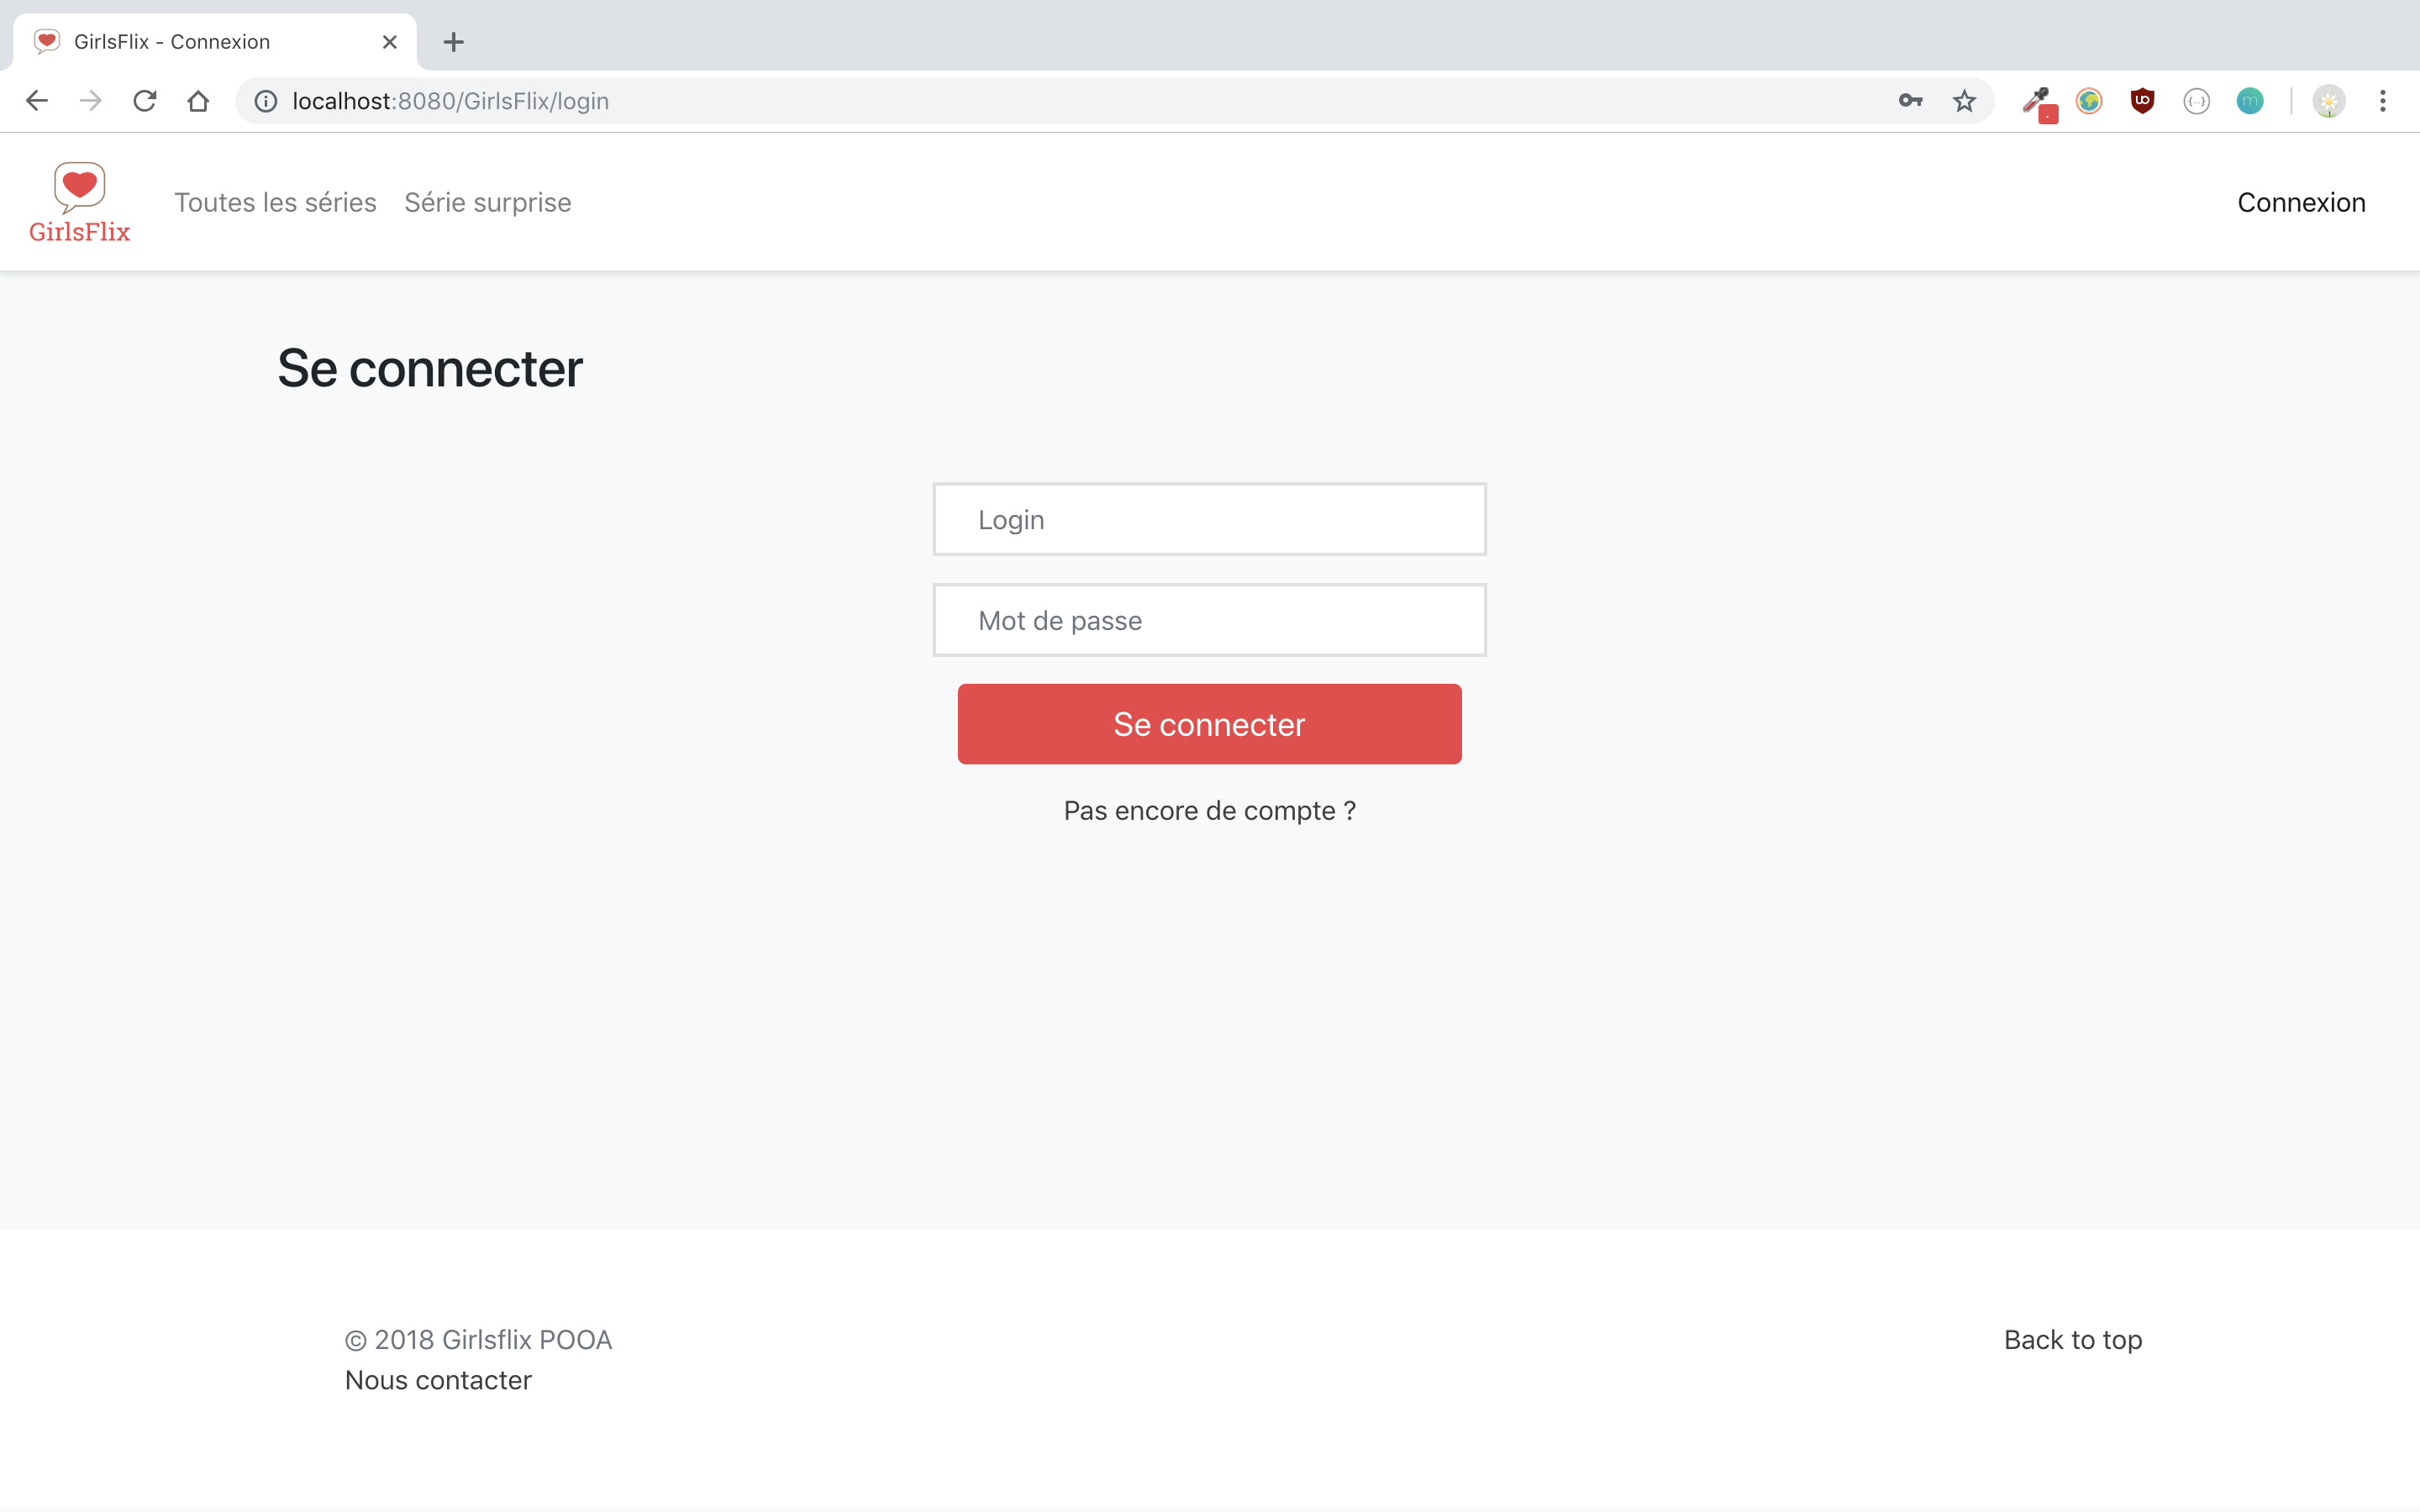 GirlsFlix - Connexion
localhost:8080/GirlsFlix/login
GirlsFlix
Toutes les séries Série surprise Connexion
Se connecter
Login
Mot de passe
Se connecter
Pas encore de compte ?
© 2018 Girlsflix POOA Back to top
Nous contacter